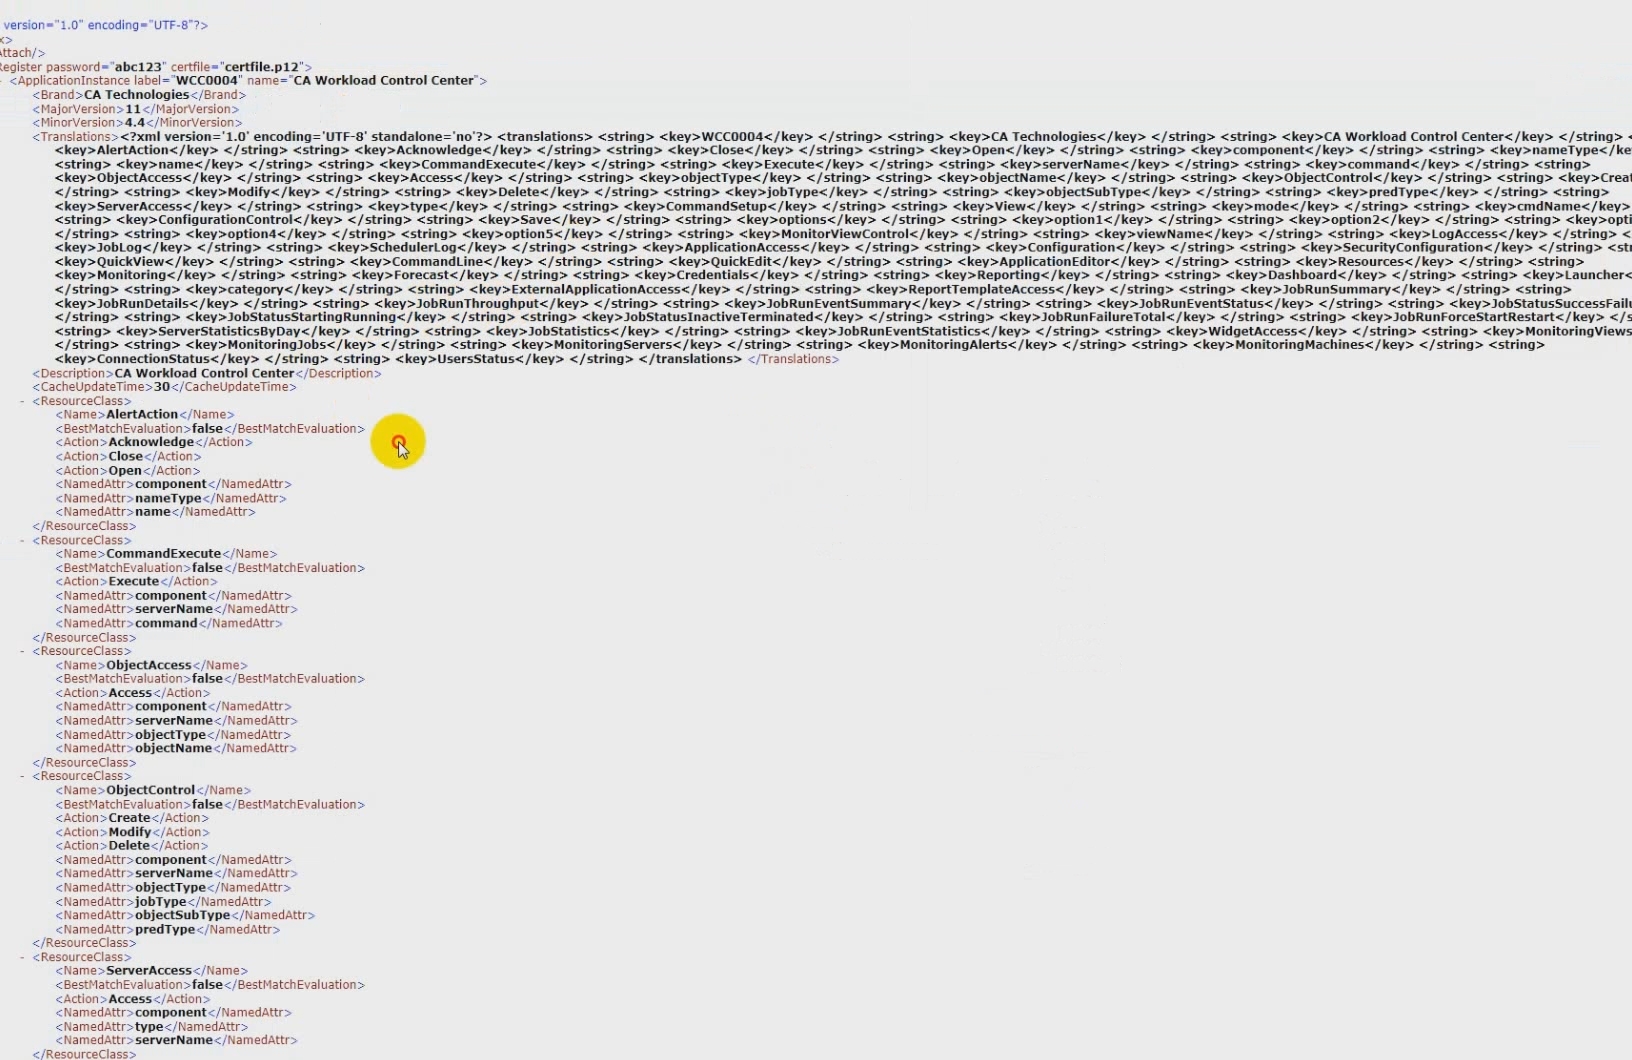 version="1.0" encoding="UTF-8"?>
x>
Attach/>
Register password="abc123" certfile="certfile.p12">
- <ApplicationInstance label="WCC0004" name="CA Workload Control Center">
<Brand>CA Technologies</Brand>
<MajorVersion>11</MajorVersion>
<MinorVersion>4.4</MinorVersion>
<Translations><?xml version='1.0' encoding='UTF-8' standalone='no'?> <translations> <string> <key>WCC0004</key> </string> <string> <key>CA Technologies</key> </string> <string> <key>CA Workload Control Center</key> </string> <
<key>AlertAction</key> </string> <string> <key>Acknowledge</key> </string> <string> <key>Close</key> </string> <string> <key>Open</key> </string> <string> <key>component</key> </string> <string> <key>nameType</ke
<string> <key>name</key> </string> <string> <key>CommandExecute</key> </string> <string> <key>Execute</key> </string> <string> <key>serverName</key> </string> <string> <key>command</key> </string> <string>
<key>ObjectAccess</key> </string> <string> <key>Access</key> </string> <string> <key>objectType</key> </string> <string> <key>objectName</key> </string> <string> <key>ObjectControl</key> </string> <string> <key>Creat
</string> <string> <key>Modify</key> </string> <string> <key>Delete</key> </string> <string> <key>jobType</key> </string> <string> <key>objectSubType</key> </string> <string> <key>predType</key> </string> <string>
<key>ServerAccess</key> </string> <string> <key>type</key> </string> <string> <key>CommandSetup</key> </string> <string> <key>View</key> </string> <string> <key>mode</key> </string> <string> <key>cmdName</key>
<string> <key>ConfigurationControl</key> </string> <string> <key>Save</key> </string> <string> <key>options</key> </string> <string> <key>option1</key> </string> <string> <key>option2</key> </string> <string> <key>opti
</string> <string> <key>option4</key> </string> <string> <key>option5</key> </string> <string> <key>MonitorViewControl</key> </string> <string> <key>viewName</key> </string> <string> <key>LogAccess</key> </string> <
<key>JobLog</key> </string> <string> <key>SchedulerLog</key> </string> <string> <key>ApplicationAccess</key> </string> <string> <key>Configuration</key> </string> <string> <key>SecurityConfiguration</key> </string> <str
<key>QuickView</key> </string> <string> <key>CommandLine</key> </string> <string> <key>QuickEdit</key> </string> <string> <key>ApplicationEditor</key> </string> <string> <key>Resources</key> </string> <string>
<key>Monitoring</key> </string> <string> <key>Forecast</key> </string> <string> <key>Credentials</key> </string> <string> <key>Reporting</key> </string> <string> <key>Dashboard</key> </string> <string> <key>Launcher<
</string> <string> <key>category</key> </string> <string> <key>ExternalApplicationAccess</key> </string> <string> <key>ReportTemplateAccess</key> </string> <string> <key>JobRunSummary</key> </string> <string>
<key>JobRunDetails</key> </string> <string> <key>JobRunThroughput</key> </string> <string> <key>JobRunEventSummary</key> </string> <string> <key>JobRunEventStatus</key> </string> <string> <key>JobStatusSuccessFailu
</string> <string> <key>JobStatusStartingRunning</key> </string> <string> <key>JobStatusInactiveTerminated</key> </string> <string> <key>JobRunFailureTotal</key> </string> <string> <key>JobRunForceStartRestart</key> </s
<string> <key>ServerStatisticsByDay</key> </string> <string> <key>JobStatistics</key> </string> <string> <key>JobRunEventStatistics</key> </string> <string> <key>WidgetAccess</key> </string> <string> <key>MonitoringViews
</string> <string> <key>MonitoringJobs</key> </string> <string> <key>MonitoringServers</key> </string> <string> <key>MonitoringAlerts</key> </string> <string> <key>MonitoringMachines</key> </string> <string>
<key>ConnectionStatus</key> </string> <string> <key>UsersStatus</key> </string> </translations> </Translations>
<Description>CA Workload Control Center</Description>
<CacheUpdateTime>30</CacheUpdateTime>
- <ResourceClass>
<Name>AlertAction</Name>
<BestMatchEvaluation>false</BestMatchEvaluation>
<Action>Acknowledge</Action>
<Action>Close</Action>
<Action>Open</Action>
<NamedAttr>component</NamedAttr>
<NamedAttr>nameType</NamedAttr>
<NamedAttr>name</NamedAttr>
</ResourceClass>
- <ResourceClass>
<Name>CommandExecute</Name>
<BestMatchEvaluation>false</BestMatchEvaluation>
<Action>Execute</Action>
<NamedAttr>component</NamedAttr>
<NamedAttr>serverName</NamedAttr>
<NamedAttr>command</NamedAttr>
</ResourceClass>
- <ResourceClass>
<Name>ObjectAccess</Name>
<BestMatchEvaluation>false</BestMatchEvaluation>
<Action>Access</Action>
<NamedAttr>component</NamedAttr>
<NamedAttr>serverName</NamedAttr>
<NamedAttr>objectType</NamedAttr>
<NamedAttr>objectName</NamedAttr>
</ResourceClass>
- <ResourceClass>
<Name>ObjectControl</Name>
<BestMatchEvaluation>false</BestMatchEvaluation>
<Action>Create</Action>
<Action>Modify</Action>
<Action>Delete</Action>
<NamedAttr>component</NamedAttr>
<NamedAttr>serverName</NamedAttr>
<NamedAttr>objectType</NamedAttr>
<NamedAttr>jobType</NamedAttr>
<NamedAttr>objectSubType</NamedAttr>
<NamedAttr>predType</NamedAttr>
</ResourceClass>
- <ResourceClass>
<Name>ServerAccess</Name>
<BestMatchEvaluation>false</BestMatchEvaluation>
<Action>Access</Action>
<NamedAttr>component</NamedAttr>
<NamedAttr>type</NamedAttr>
<NamedAttr>serverName</NamedAttr>
</ResourceClass>